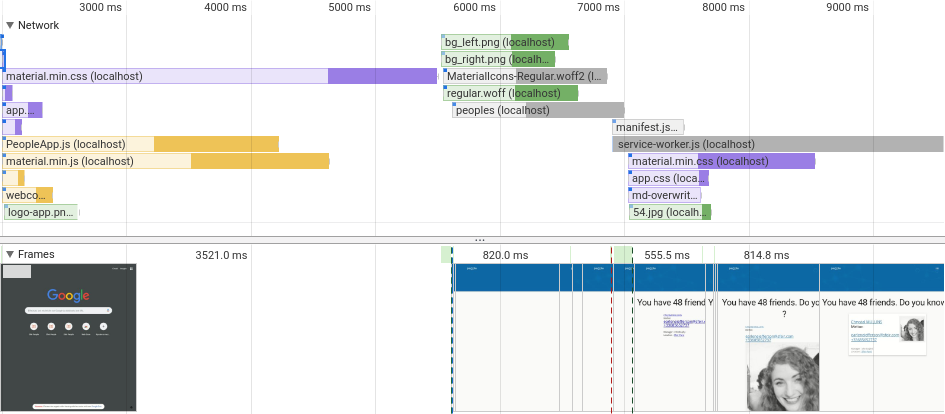 3000 ms 4000 ms 5000 ms 6000 ms 7000 ms 8000 ms 9000 ms
▼ Network
bg_left.png (localhost)
bg_right.png (localh...
material.min.css (localhost) MaterialIcons-Regular.woff2 (l...
regular.woff (localhost)
app.... peoples (localhost)
manifest.js...
PeopleApp.js (localhost) service-worker.js (localhost)
material.min.js (localhost) material.min.css (localhost)
app.css (loca...
webco... md-overwrit...
logo-app.pn... 54.jpg (localh...
...
▼ Frames 3521.0 ms 820.0 ms 555.5 ms 814.8 ms
Google
You have 48 friend Y You have 48 friends. Do yo You have 48 friends. Do you know
?